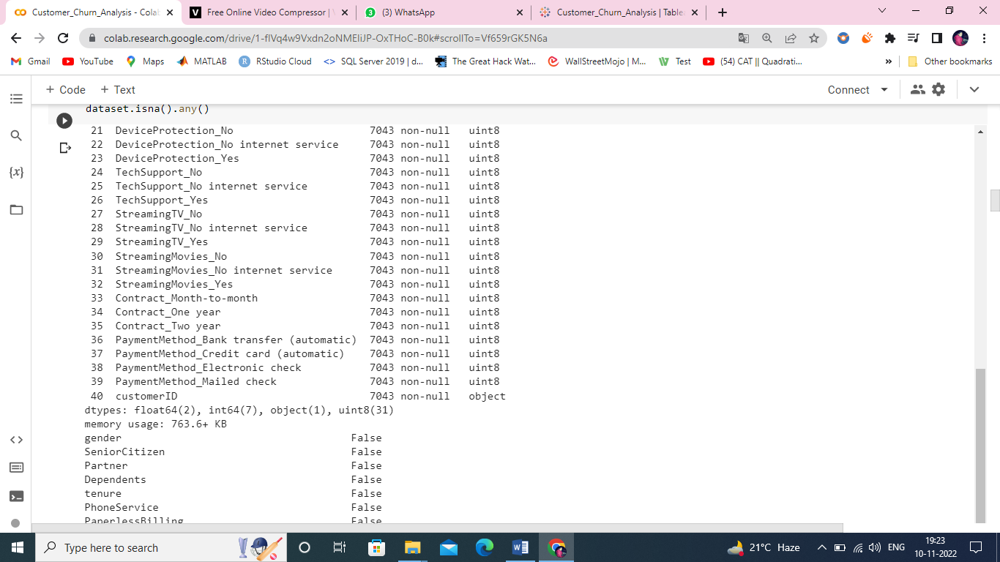 Customer_Churn_Analysis - Colab
Free Online Video Compressor |
(3) WhatsApp
Customer_Churn_Analysis | Table
colab.research.google.com/drive/1-flVq4w9Vxdn2oNMEliJP-OxTHoC-B0k#scrollTo=Vf659rGK5N6a
Gmail YouTube Maps MATLAB RStudio Cloud SQL Server 2019 | d... The Great Hack Wat... WallStreetMojo | M... Test (54) CAT || Quadrati... » Other bookmarks
+ Code + Text Connect
dataset.isna().any()
21 DeviceProtection_No 7043 non-null uint8
22 DeviceProtection_No internet service 7043 non-null uint8
23 DeviceProtection_Yes 7043 non-null uint8
24 TechSupport_No 7043 non-null uint8
25 TechSupport_No internet service 7043 non-null uint8
26 TechSupport_Yes 7043 non-null uint8
27 StreamingTV_No 7043 non-null uint8
28 StreamingTV_No internet service 7043 non-null uint8
29 StreamingTV_Yes 7043 non-null uint8
30 StreamingMovies_No 7043 non-null uint8
31 StreamingMovies_No internet service 7043 non-null uint8
32 StreamingMovies_Yes 7043 non-null uint8
33 Contract_Month-to-month 7043 non-null uint8
34 Contract_One year 7043 non-null uint8
35 Contract_Two year 7043 non-null uint8
36 PaymentMethod_Bank transfer (automatic) 7043 non-null uint8
37 PaymentMethod_Credit card (automatic) 7043 non-null uint8
38 PaymentMethod_Electronic check 7043 non-null uint8
39 PaymentMethod_Mailed check 7043 non-null uint8
40 customerID 7043 non-null object
dtypes: float64(2), int64(7), object(1), uint8(31)
memory usage: 763.6+ KB
gender False
SeniorCitizen False
Partner False
Dependents False
tenure False
PhoneService False
PaperlessBilling False
Type here to search
21°C Haze
ENG
19:23
10-11-2022